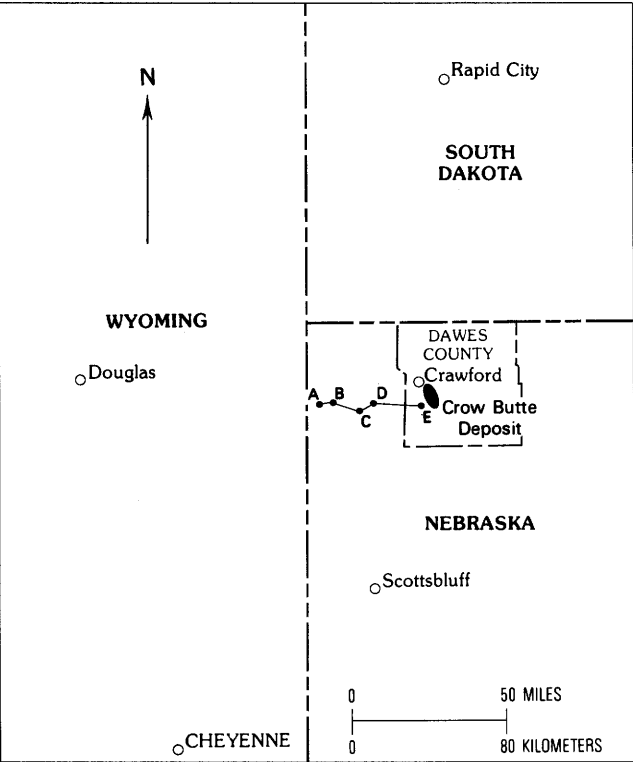 N
Rapid City
SOUTH
DAKOTA
WYOMING
DAWES
COUNTY
Douglas
Crawford
A
B
C
D
E
Crow Butte
Deposit
NEBRASKA
Scottsbluff
0
50 MILES
0
80 KILOMETERS
CHEYENNE